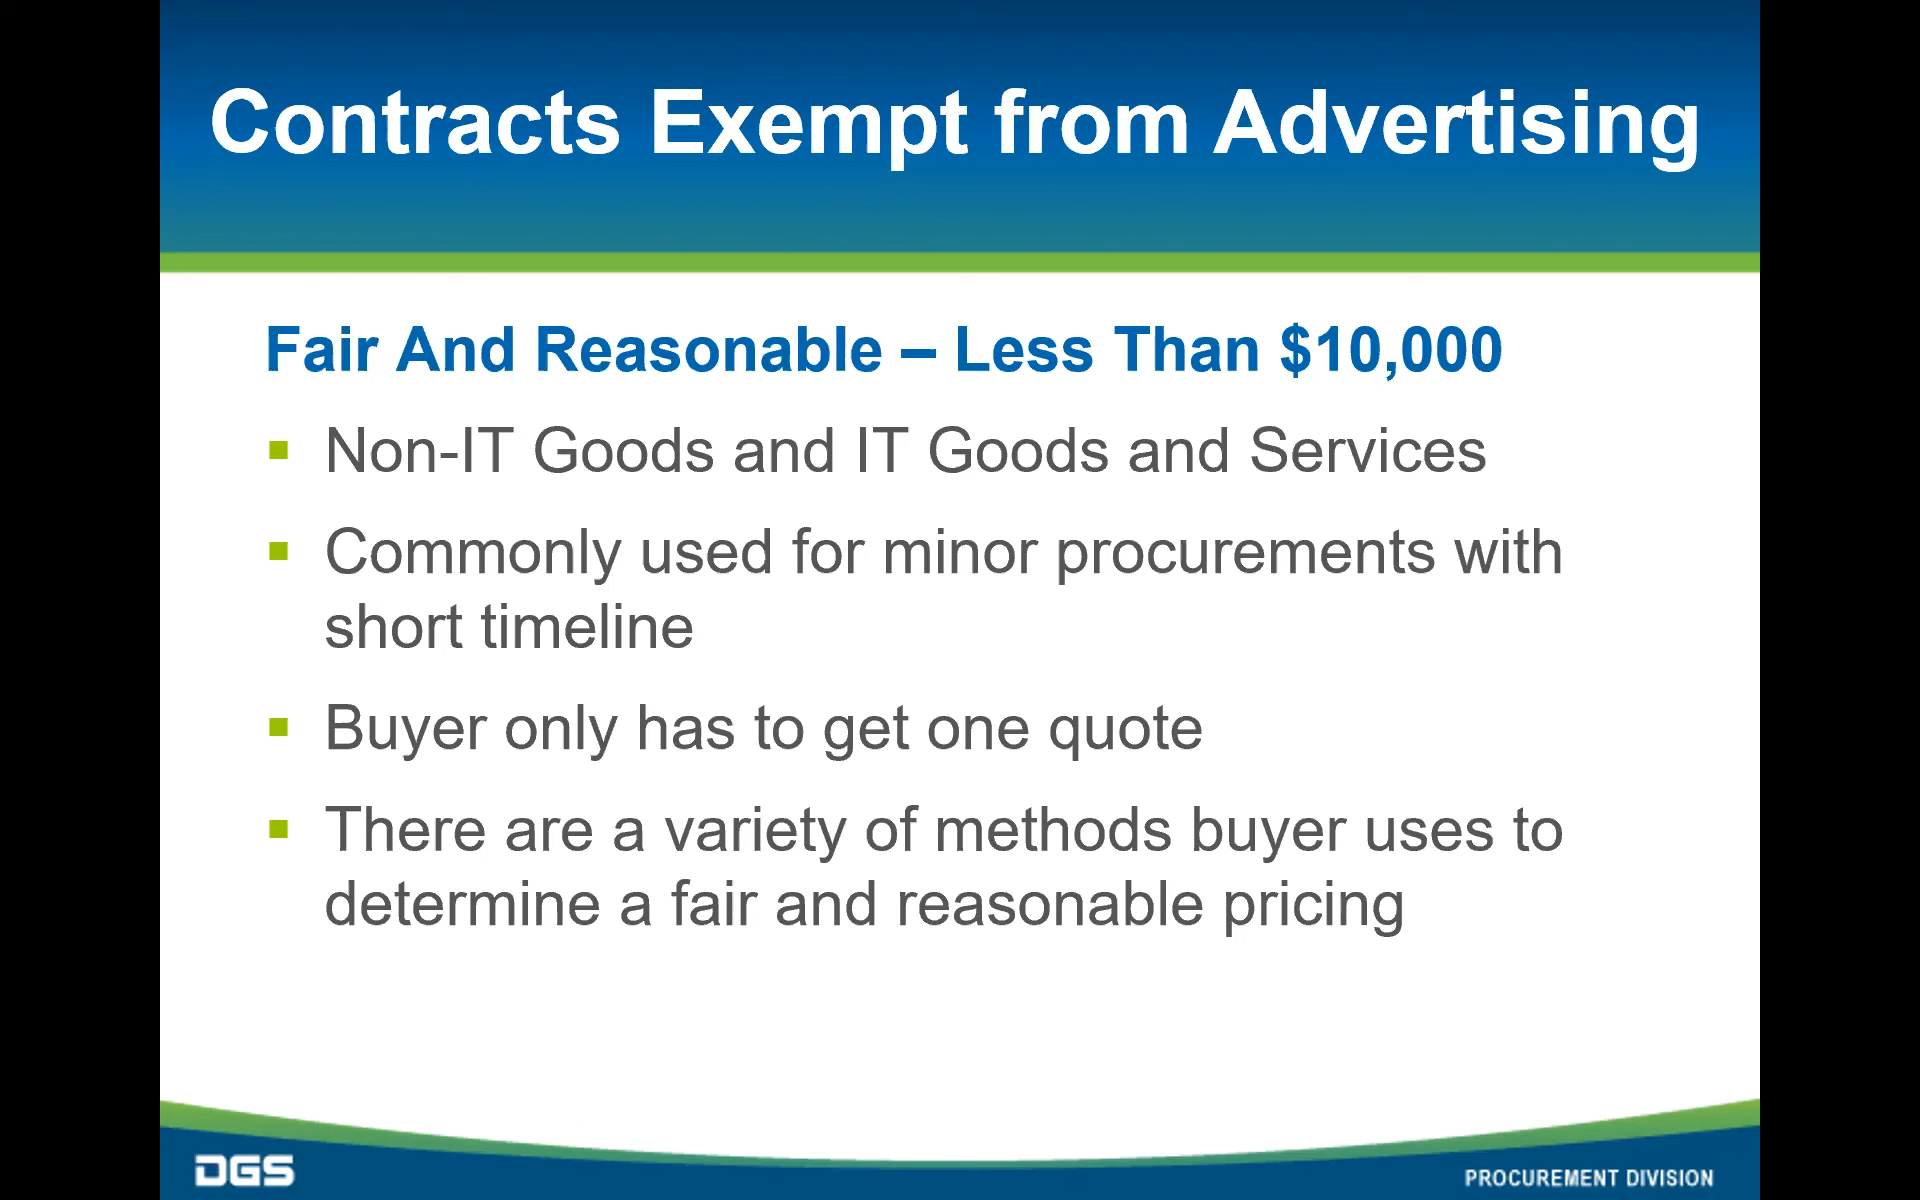 Contracts Exempt from Advertising
Fair And Reasonable – Less Than $10,000
▪ Non-IT Goods and IT Goods and Services
▪ Commonly used for minor procurements with
short timeline
▪ Buyer only has to get one quote
▪ There are a variety of methods buyer uses to
determine a fair and reasonable pricing
DGS
PROCUREMENT DIVISION